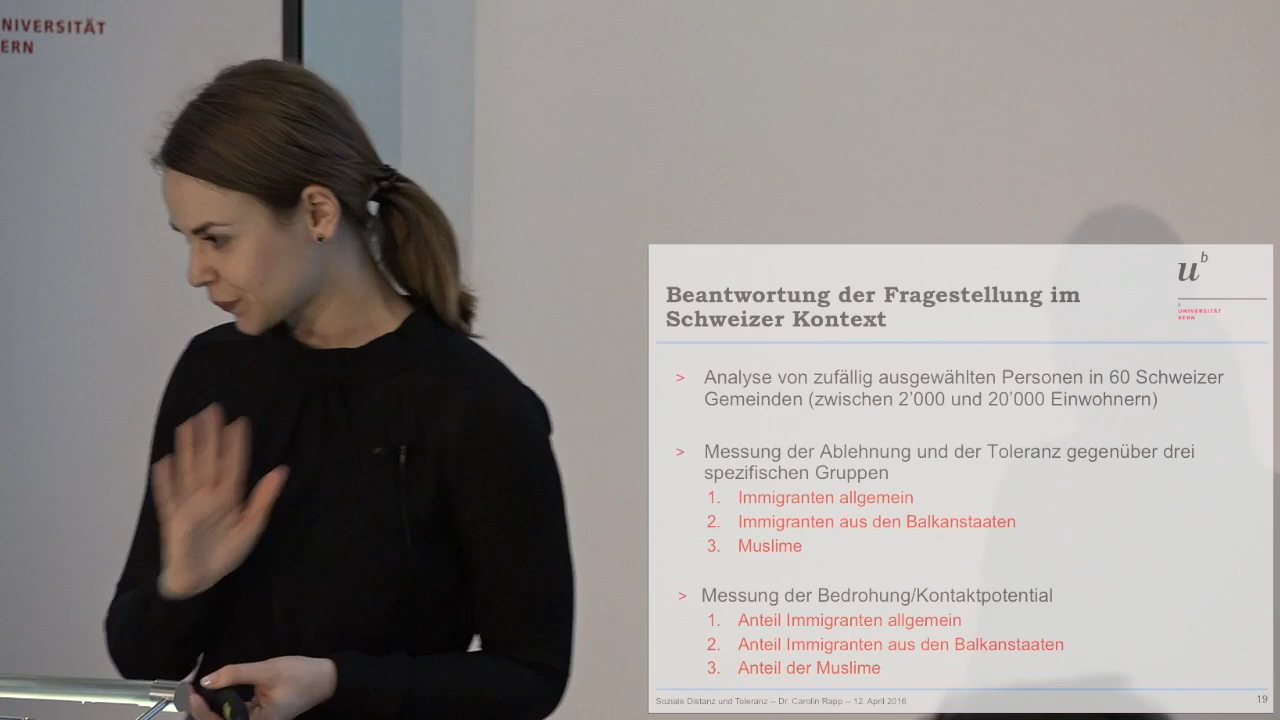 NIVERSITÄT
ERN
u b
b
UNIVERSITÄT
BERN
Beantwortung der Fragestellung im
Schweizer Kontext
> Analyse von zufällig ausgewählten Personen in 60 Schweizer
Gemeinden (zwischen 2’000 und 20’000 Einwohnern)
> Messung der Ablehnung und der Toleranz gegenüber drei
spezifischen Gruppen
1. Immigranten allgemein
2. Immigranten aus den Balkanstaaten
3. Muslime
> Messung der Bedrohung/Kontaktpotential
1. Anteil Immigranten allgemein
2. Anteil Immigranten aus den Balkanstaaten
3. Anteil der Muslime
Soziale Distanz und Toleranz – Dr. Carolin Rapp – 12. April 2016
19